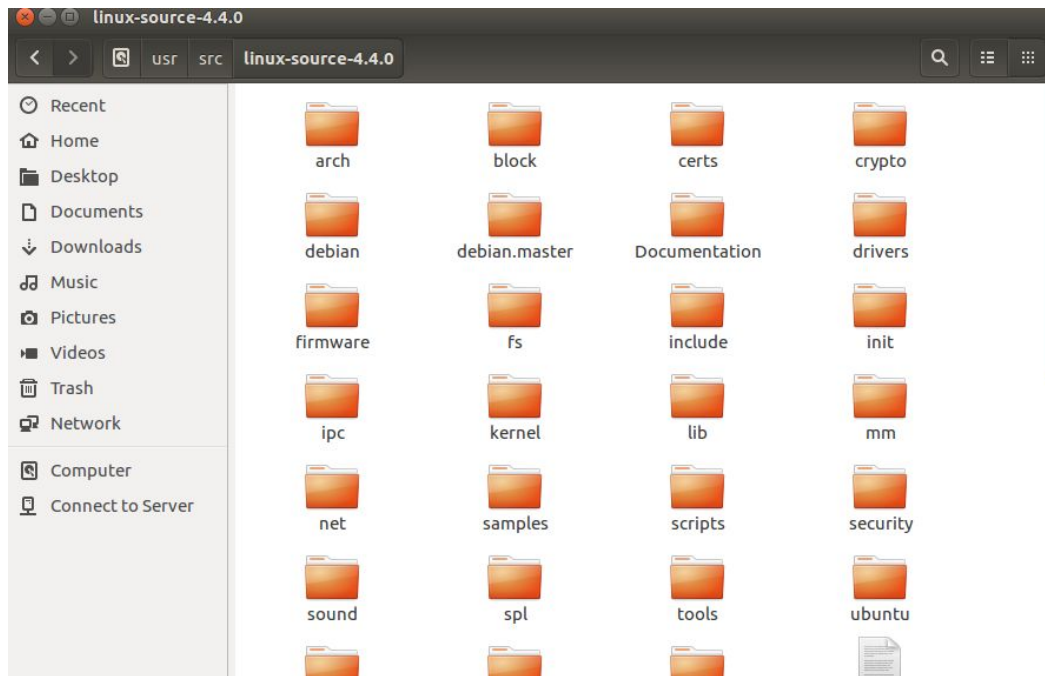 linux-source-4.4.0
usr src linux-source-4.4.0
Recent
Home
Desktop
Documents
Downloads
Music
Pictures
Videos
Trash
Network
Computer
Connect to Server
arch block certs crypto
debian debian.master Documentation drivers
firmware fs include init
ipc kernel lib mm
net samples scripts security
sound spl tools ubuntu